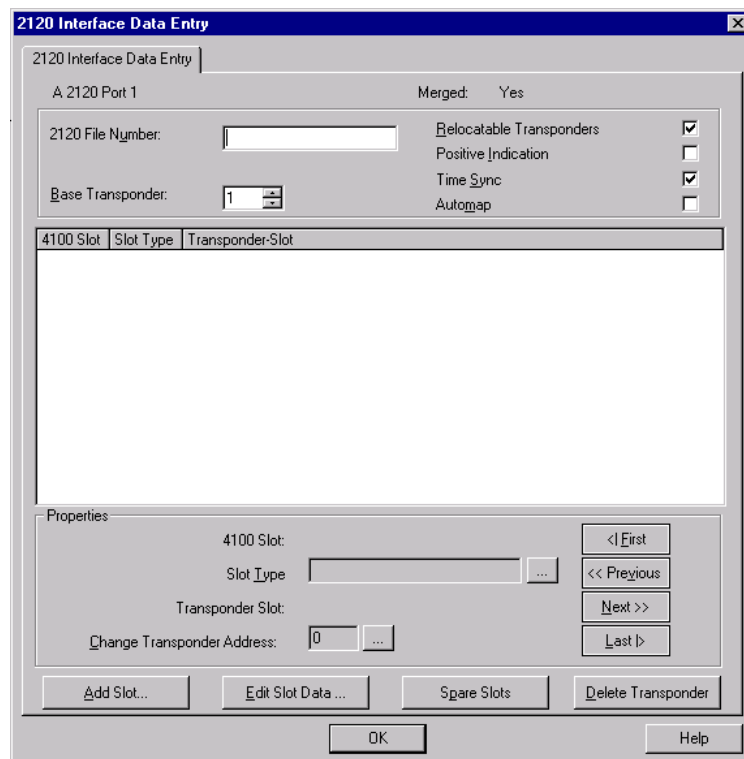 2120 Interface Data Entry
2120 Interface Data Entry
A 2120 Port 1 Merged: Yes
2120 File Number: Relocatable Transponders
Positive Indication
Time Sync
Base Transponder: 1
Automap
4100 Slot Slot Type Transponder-Slot
Properties
4100 Slot: <| First
Slot Type ... << Previous
Transponder Slot: Next >>
Change Transponder Address: 0 ... Last |>
Add Slot... Edit Slot Data ... Spare Slots Delete Transponder
OK Help